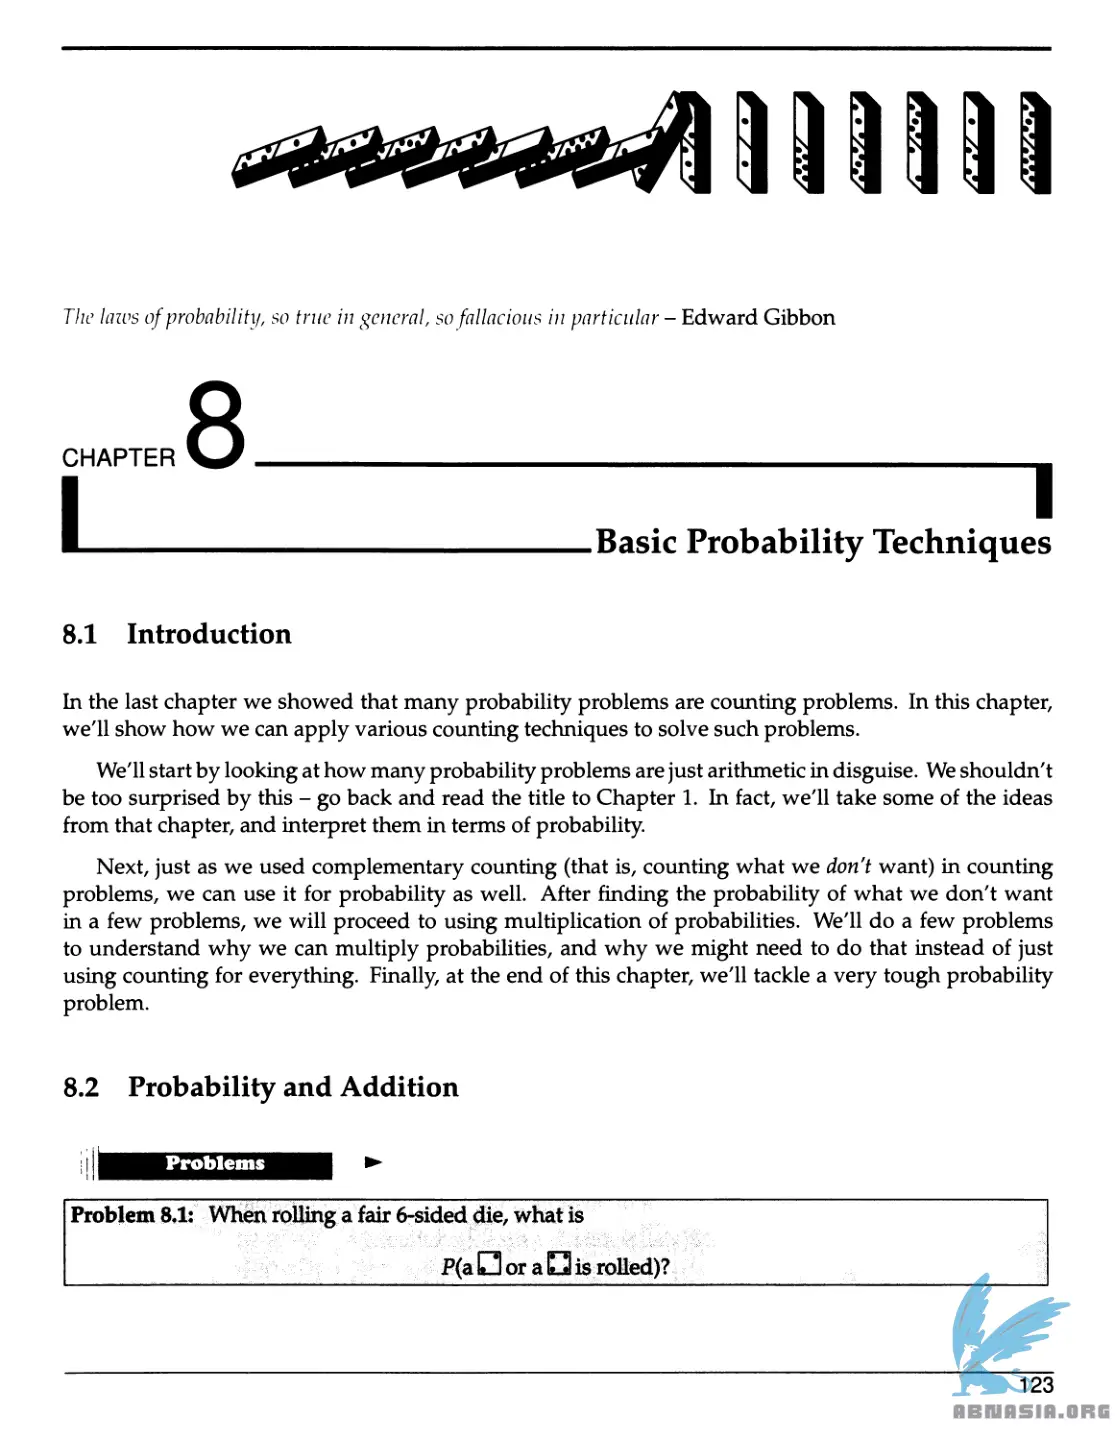 The laws of probability, so true in general, so fallacious in particular – Edward Gibbon
CHAPTER 8
Basic Probability Techniques
8.1 Introduction
In the last chapter we showed that many probability problems are counting problems. In this chapter,
we'll show how we can apply various counting techniques to solve such problems.
We'll start by looking at how many probability problems are just arithmetic in disguise. We shouldn't
be too surprised by this – go back and read the title to Chapter 1. In fact, we'll take some of the ideas
from that chapter, and interpret them in terms of probability.
Next, just as we used complementary counting (that is, counting what we don't want) in counting
problems, we can use it for probability as well. After finding the probability of what we don't want
in a few problems, we will proceed to using multiplication of probabilities. We'll do a few problems
to understand why we can multiply probabilities, and why we might need to do that instead of just
using counting for everything. Finally, at the end of this chapter, we'll tackle a very tough probability
problem.
8.2 Probability and Addition
Problems
Problem 8.1: When rolling a fair 6-sided die, what is
P(a ⚁ or a ⚃ is rolled)?
123
ABNASIA.ORG